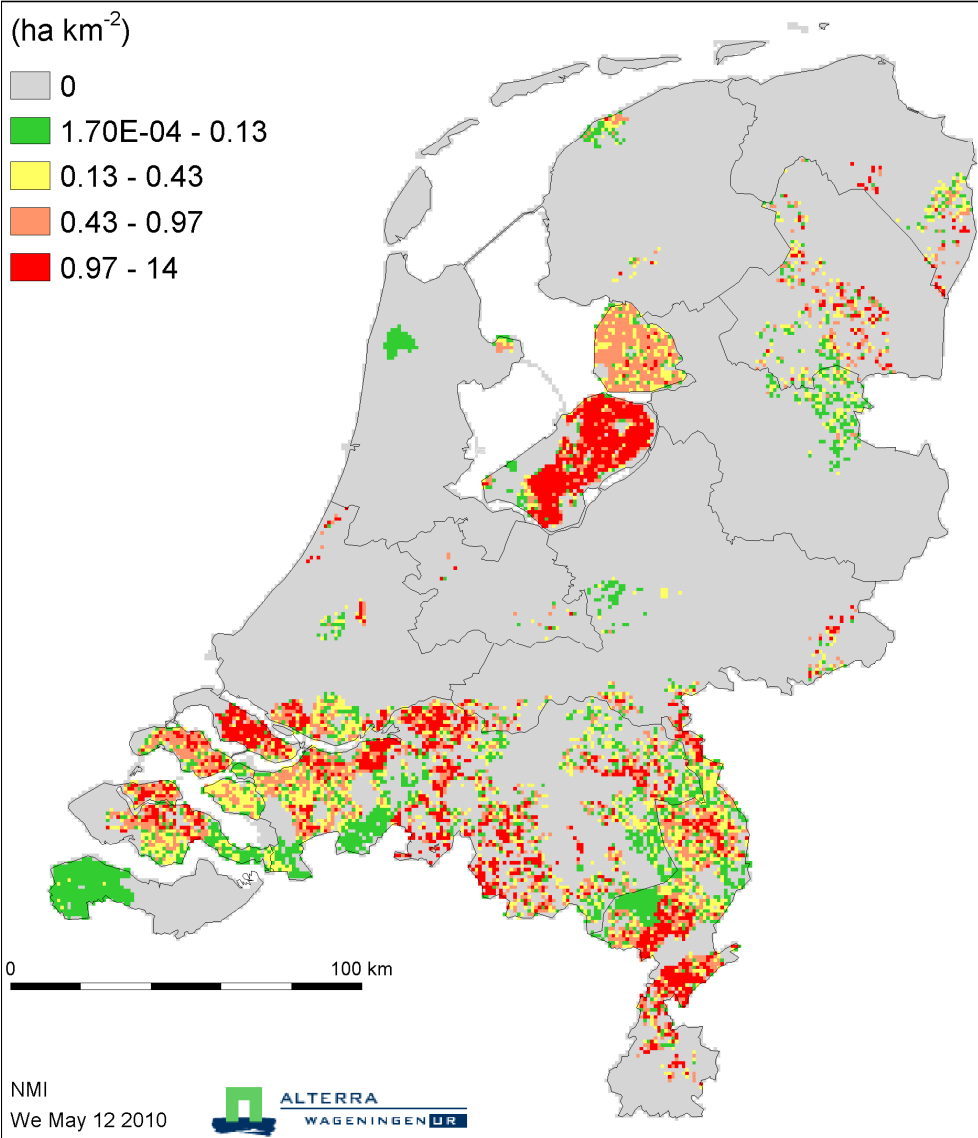 (ha km-2)
0
1.70E-04 - 0.13
0.13 - 0.43
0.43 - 0.97
0.97 - 14
0 100 km
NMI
We May 12 2010
ALTERRA
WAGENINGEN UR